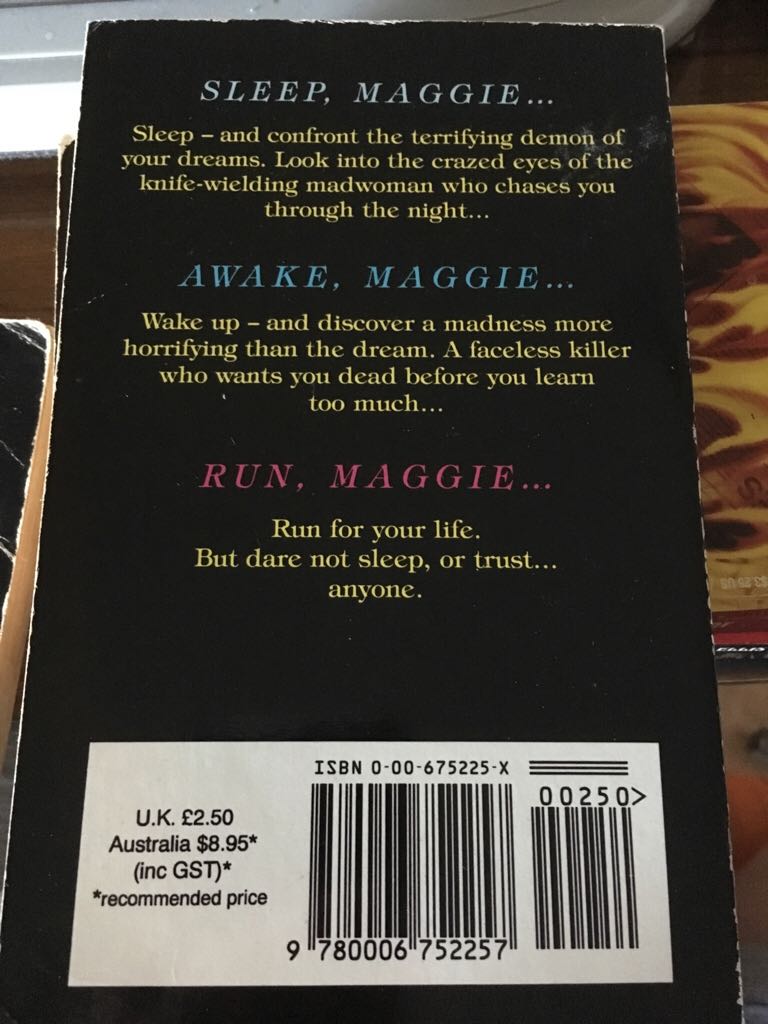 SLEEP, MAGGIE...
Sleep – and confront the terrifying demon of
your dreams. Look into the crazed eyes of the
knife-wielding madwoman who chases you
through the night...
AWAKE, MAGGIE...
Wake up – and discover a madness more
horrifying than the dream. A faceless killer
who wants you dead before you learn
too much...
RUN, MAGGIE...
Run for your life.
But dare not sleep, or trust...
anyone.
U.K. £2.50
Australia $8.95*
(inc GST)*
*recommended price
ISBN 0-00-675225-X
00250>
9 780006 752257
$3.25 US